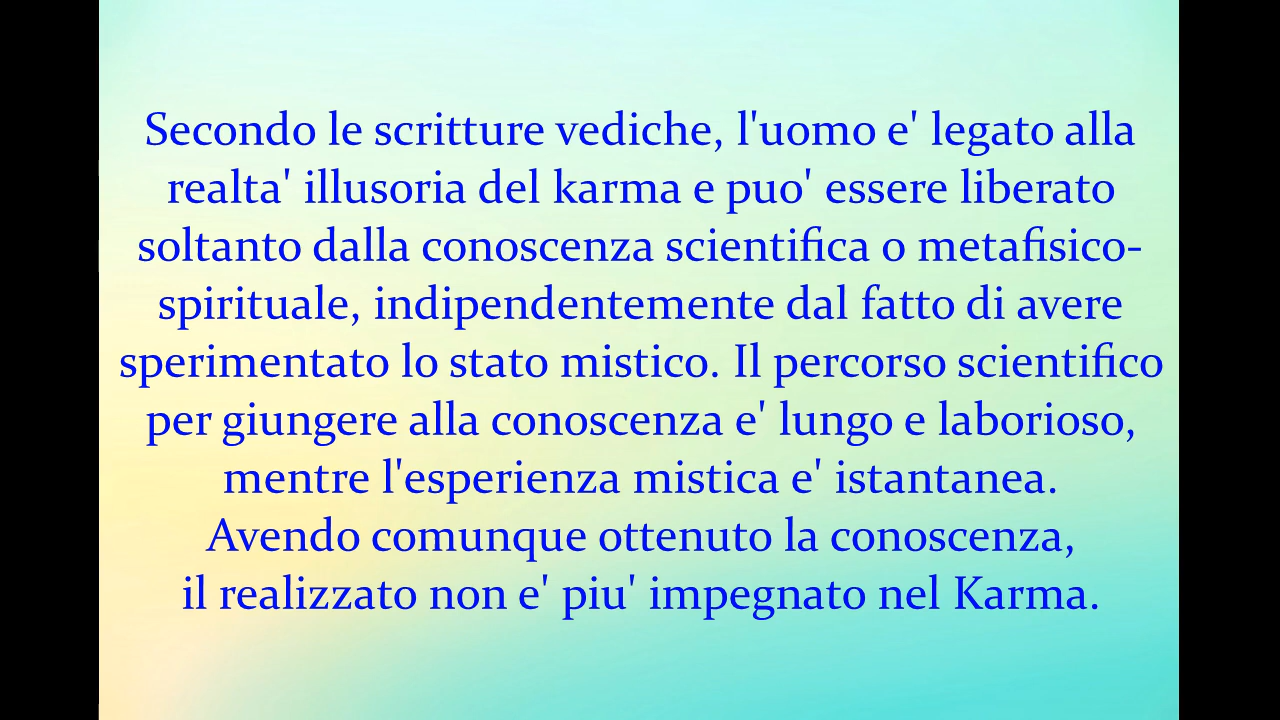 Secondo le scritture vediche, l'uomo e' legato alla
realta' illusoria del karma e puo' essere liberato
soltanto dalla conoscenza scientifica o metafisico-
spirituale, indipendentemente dal fatto di avere
sperimentato lo stato mistico. Il percorso scientifico
per giungere alla conoscenza e' lungo e laborioso,
mentre l'esperienza mistica e' istantanea.
Avendo comunque ottenuto la conoscenza,
il realizzato non e' piu' impegnato nel Karma.